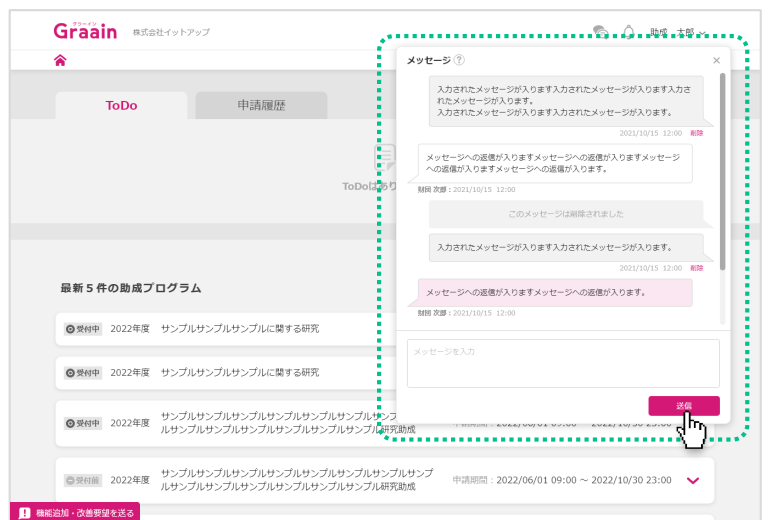 グラーイン
Graain 株式会社イットアップ
助成 太郎
ToDo
申請履歴
ToDoはあり
最新5件の助成プログラム
受付中 2022年度 サンプルサンプルサンプルに関する研究
受付中 2022年度 サンプルサンプルサンプルに関する研究
受付中 2022年度 サンプルサンプルサンプルサンプルサンプルサンプルサンプ
ルサンプルサンプルサンプルサンプルサンプルサンプル研究助成
申請期間：2022/06/01 09:00 ～ 2022/10/30 23:00
受付前 2022年度 サンプルサンプルサンプルサンプルサンプルサンプルサンプ
ルサンプルサンプルサンプルサンプルサンプルサンプル研究助成
申請期間：2022/06/01 09:00 ～ 2022/10/30 23:00
機能追加・改善要望を送る
メッセージ ? ×
入力されたメッセージが入ります入力されたメッセージが入ります入力さ
れたメッセージが入ります。
入力されたメッセージが入ります入力されたメッセージが入ります。
2021/10/15 12:00 削除
メッセージへの返信が入りますメッセージへの返信が入りますメッセージ
への返信が入りますメッセージへの返信が入ります。
財団 次郎：2021/10/15 12:00
このメッセージは削除されました
入力されたメッセージが入ります入力されたメッセージが入ります。
2021/10/15 12:00 削除
メッセージへの返信が入りますメッセージへの返信が入ります。
財団 次郎：2021/10/15 12:00
メッセージを入力
送信